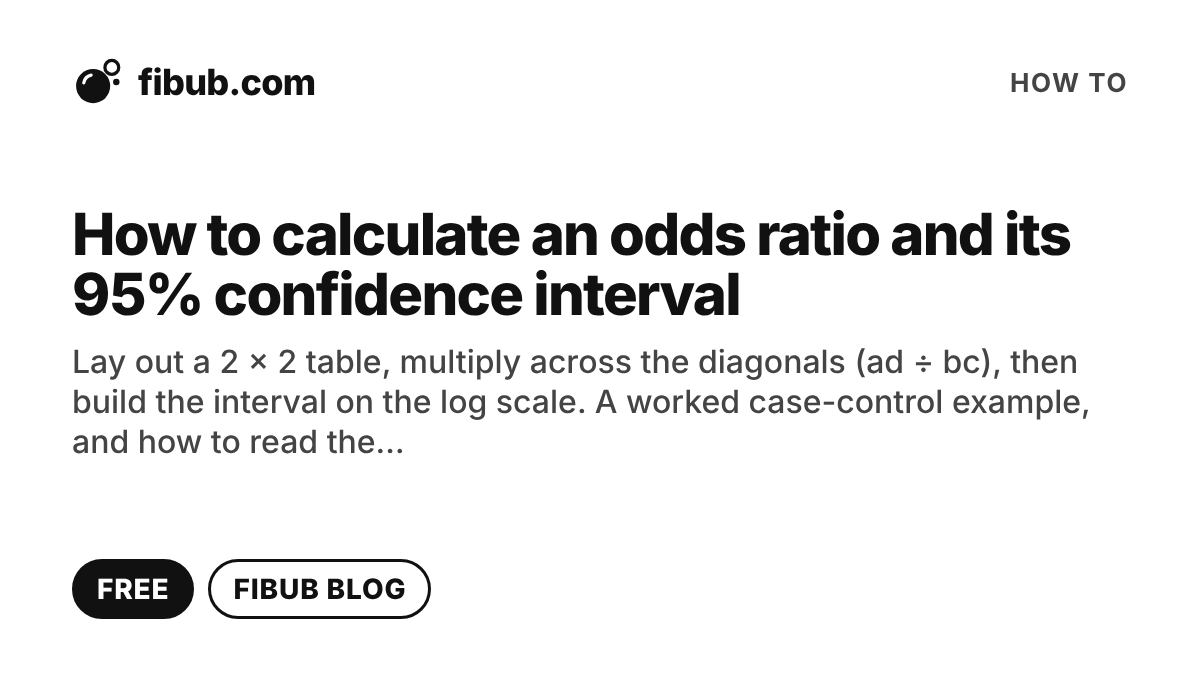 fibub.com
HOW TO
How to calculate an odds ratio and its
95% confidence interval
Lay out a 2 × 2 table, multiply across the diagonals (ad ÷ bc), then
build the interval on the log scale. A worked case-control example,
and how to read the...
FREE
FIBUB BLOG